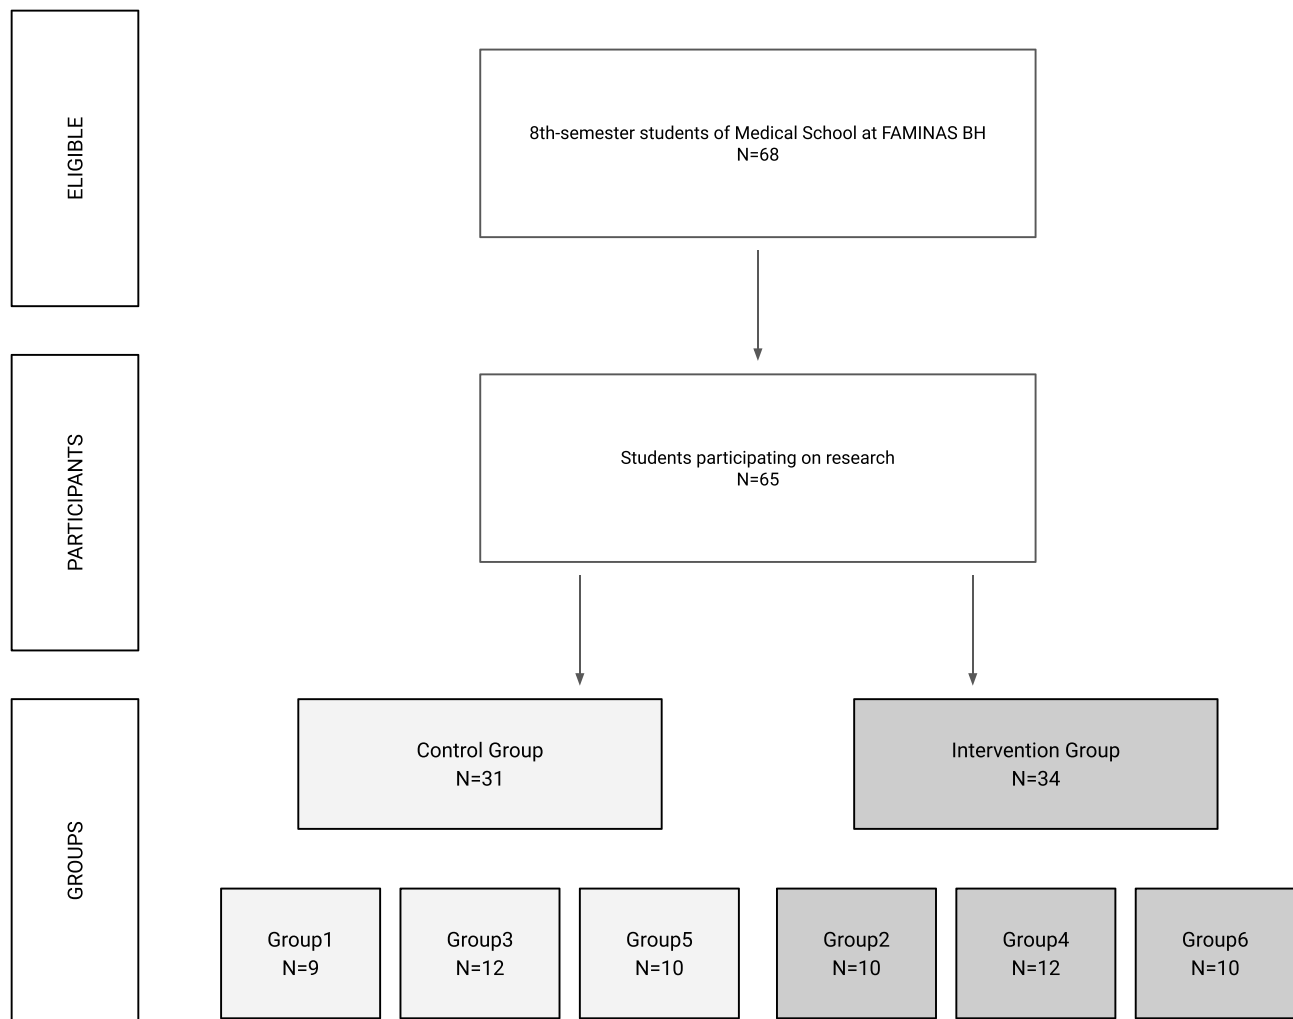 ELIGIBLE
8th-semester students of Medical School at FAMINAS BH
N=68
PARTICIPANTS
Students participating on research
N=65
GROUPS
Control Group
N=31
Intervention Group
N=34
Group1
N=9
Group3
N=12
Group5
N=10
Group2
N=10
Group4
N=12
Group6
N=10